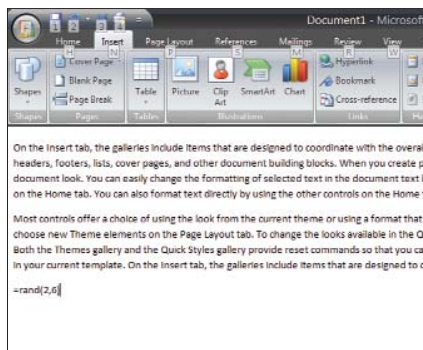 Document1 - Microsoft
1 2 3 4
Home Insert Page Layout References Mailings Review View
H N P S M R W
Shapes
Cover Page
Blank Page
Page Break
Table
Picture
Clip Art
SmartArt
Chart
Hyperlink
Bookmark
Cross-reference
Shapes Pages Tables Illustrations Links
On the Insert tab, the galleries include items that are designed to coordinate with the overal
headers, footers, lists, cover pages, and other document building blocks. When you create p
document look. You can easily change the formatting of selected text in the document text
on the Home tab. You can also format text directly by using the other controls on the Home
Most controls offer a choice of using the look from the current theme or using a format that
choose new Theme elements on the Page Layout tab. To change the looks available in the Q
Both the Themes gallery and the Quick Styles gallery provide reset commands so that you ca
in your current template. On the Insert tab, the galleries include items that are designed to c
=rand(2,6)